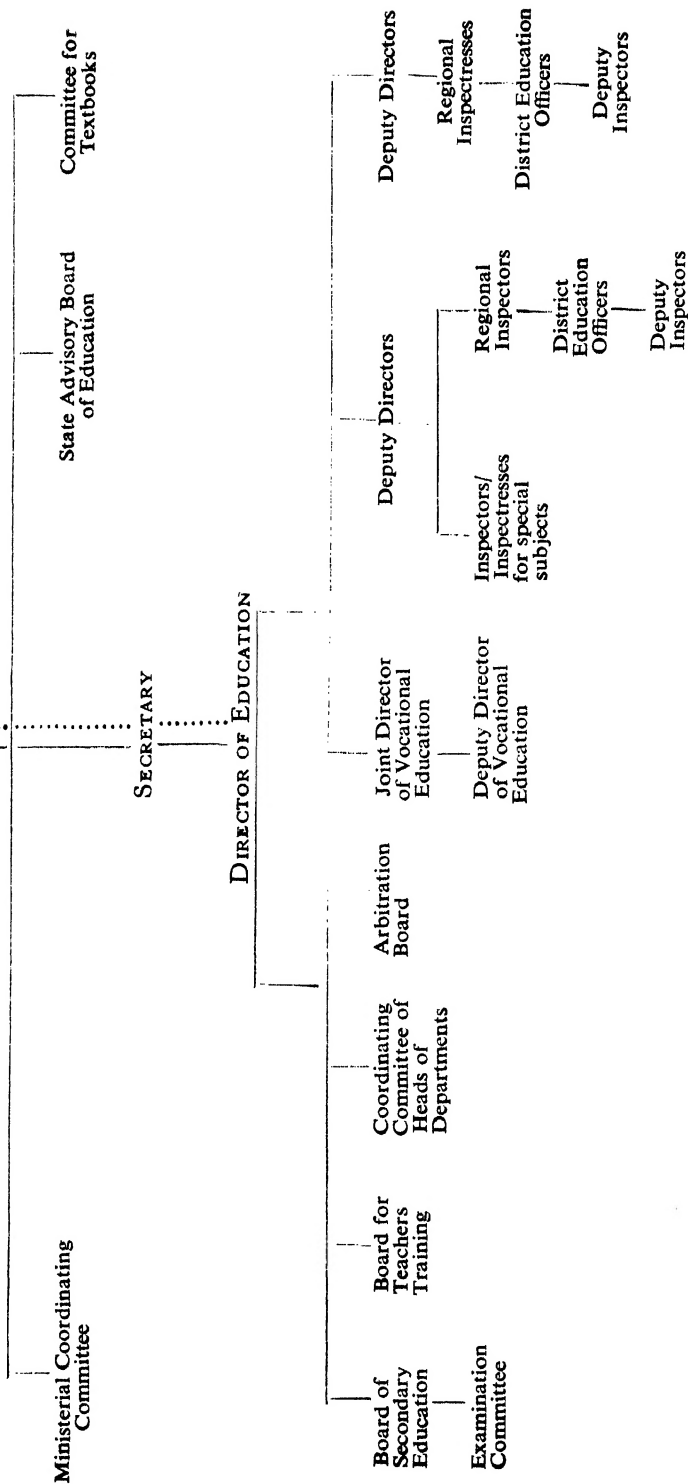 Ministerial Coordinating
Committee
State Advisory Board
of Education
Committee for
Textbooks
SECRETARY
DIRECTOR OF EDUCATION
Board of
Secondary
Education
Examination
Committee
Board for
Teachers
Training
Coordinating
Committee of
Heads of
Departments
Arbitration
Board
Joint Director
of Vocational
Education
Deputy Director
of Vocational
Education
Deputy Directors
Inspectors/
Inspectresses
for special
subjects
Regional
Inspectors
District
Education
Officers
Deputy
Inspectors
Deputy Directors
Regional
Inspectresses
District Education
Officers
Deputy
Inspectors